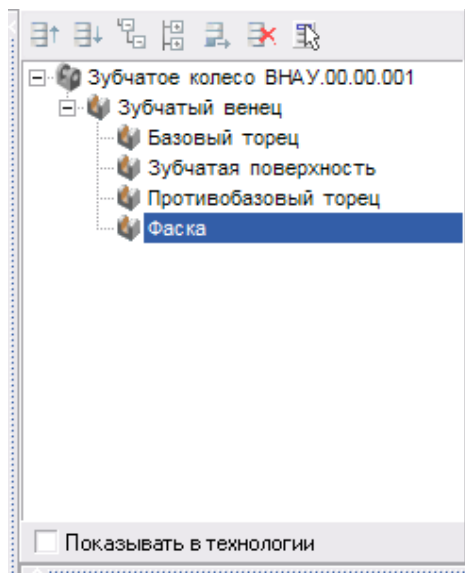 Зубчатое колесо ВНАУ.00.00.001
Зубчатый венец
Базовый торец
Зубчатая поверхность
Противобазовый торец
Фаска
Показывать в технологии